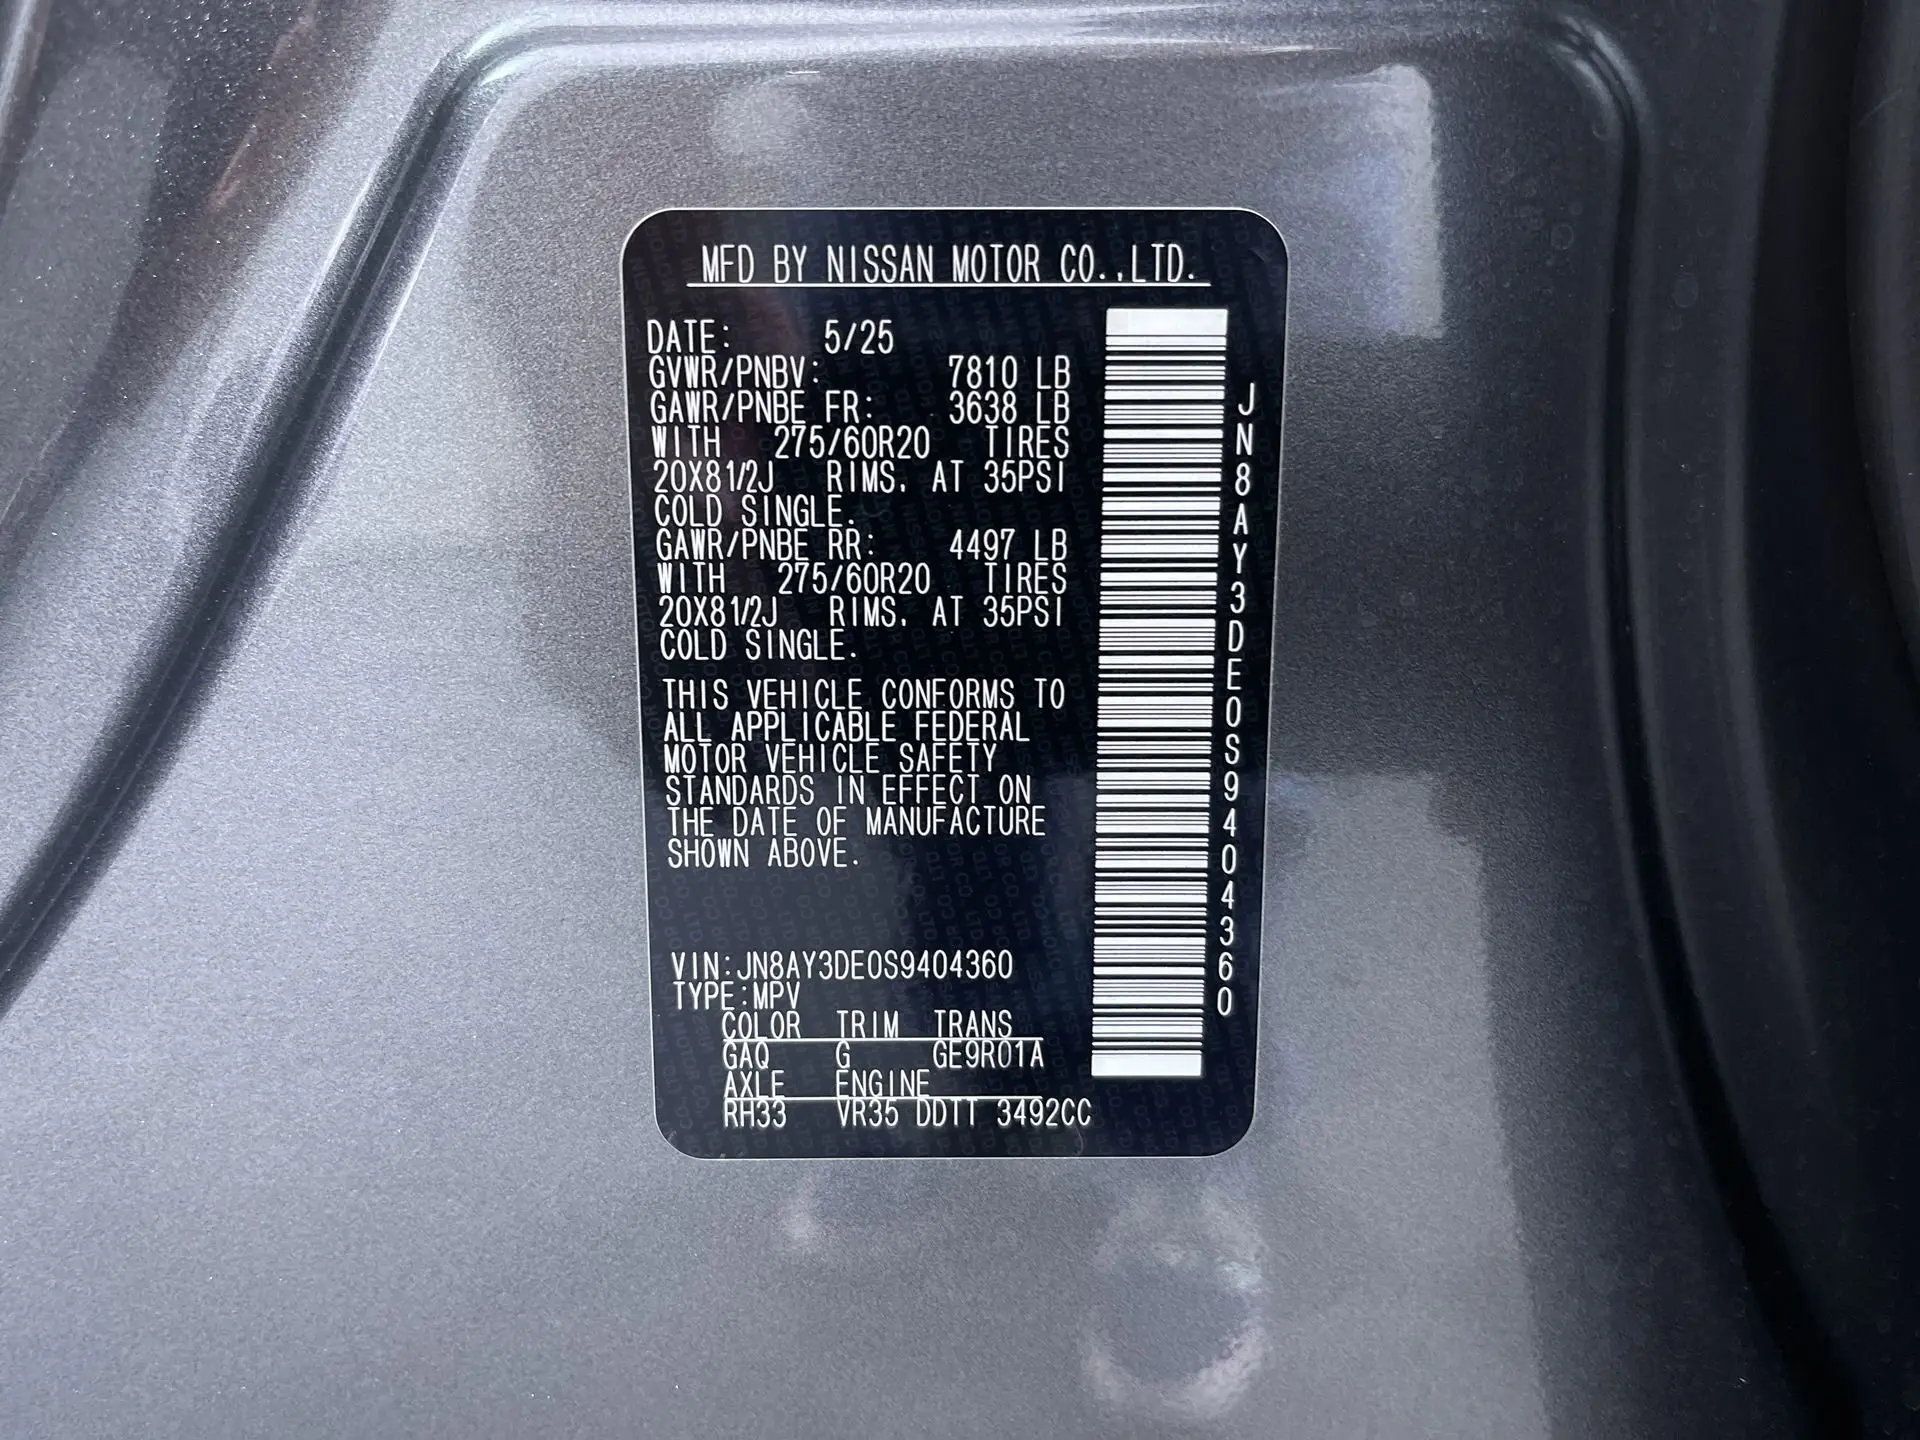 MFD BY NISSAN MOTOR CO.,LTD.
DATE: 5/25
GVWR/PNBV: 7810 LB
GAWR/PNBE FR: 3638 LB
WITH 275/60R20 TIRES
20X81/2J RIMS, AT 35PSI
COLD SINGLE.
GAWR/PNBE RR: 4497 LB
WITH 275/60R20 TIRES
20X81/2J RIMS, AT 35PSI
COLD SINGLE.
THIS VEHICLE CONFORMS TO
ALL APPLICABLE FEDERAL
MOTOR VEHICLE SAFETY
STANDARDS IN EFFECT ON
THE DATE OF MANUFACTURE
SHOWN ABOVE.
VIN:JN8AY3DE0S9404360
TYPE:MPV
COLOR TRIM TRANS
GAQ G GE9R01A
AXLE ENGINE
RH33 VR35 DDTT 3492CC
JN8AY3DE0S9404360